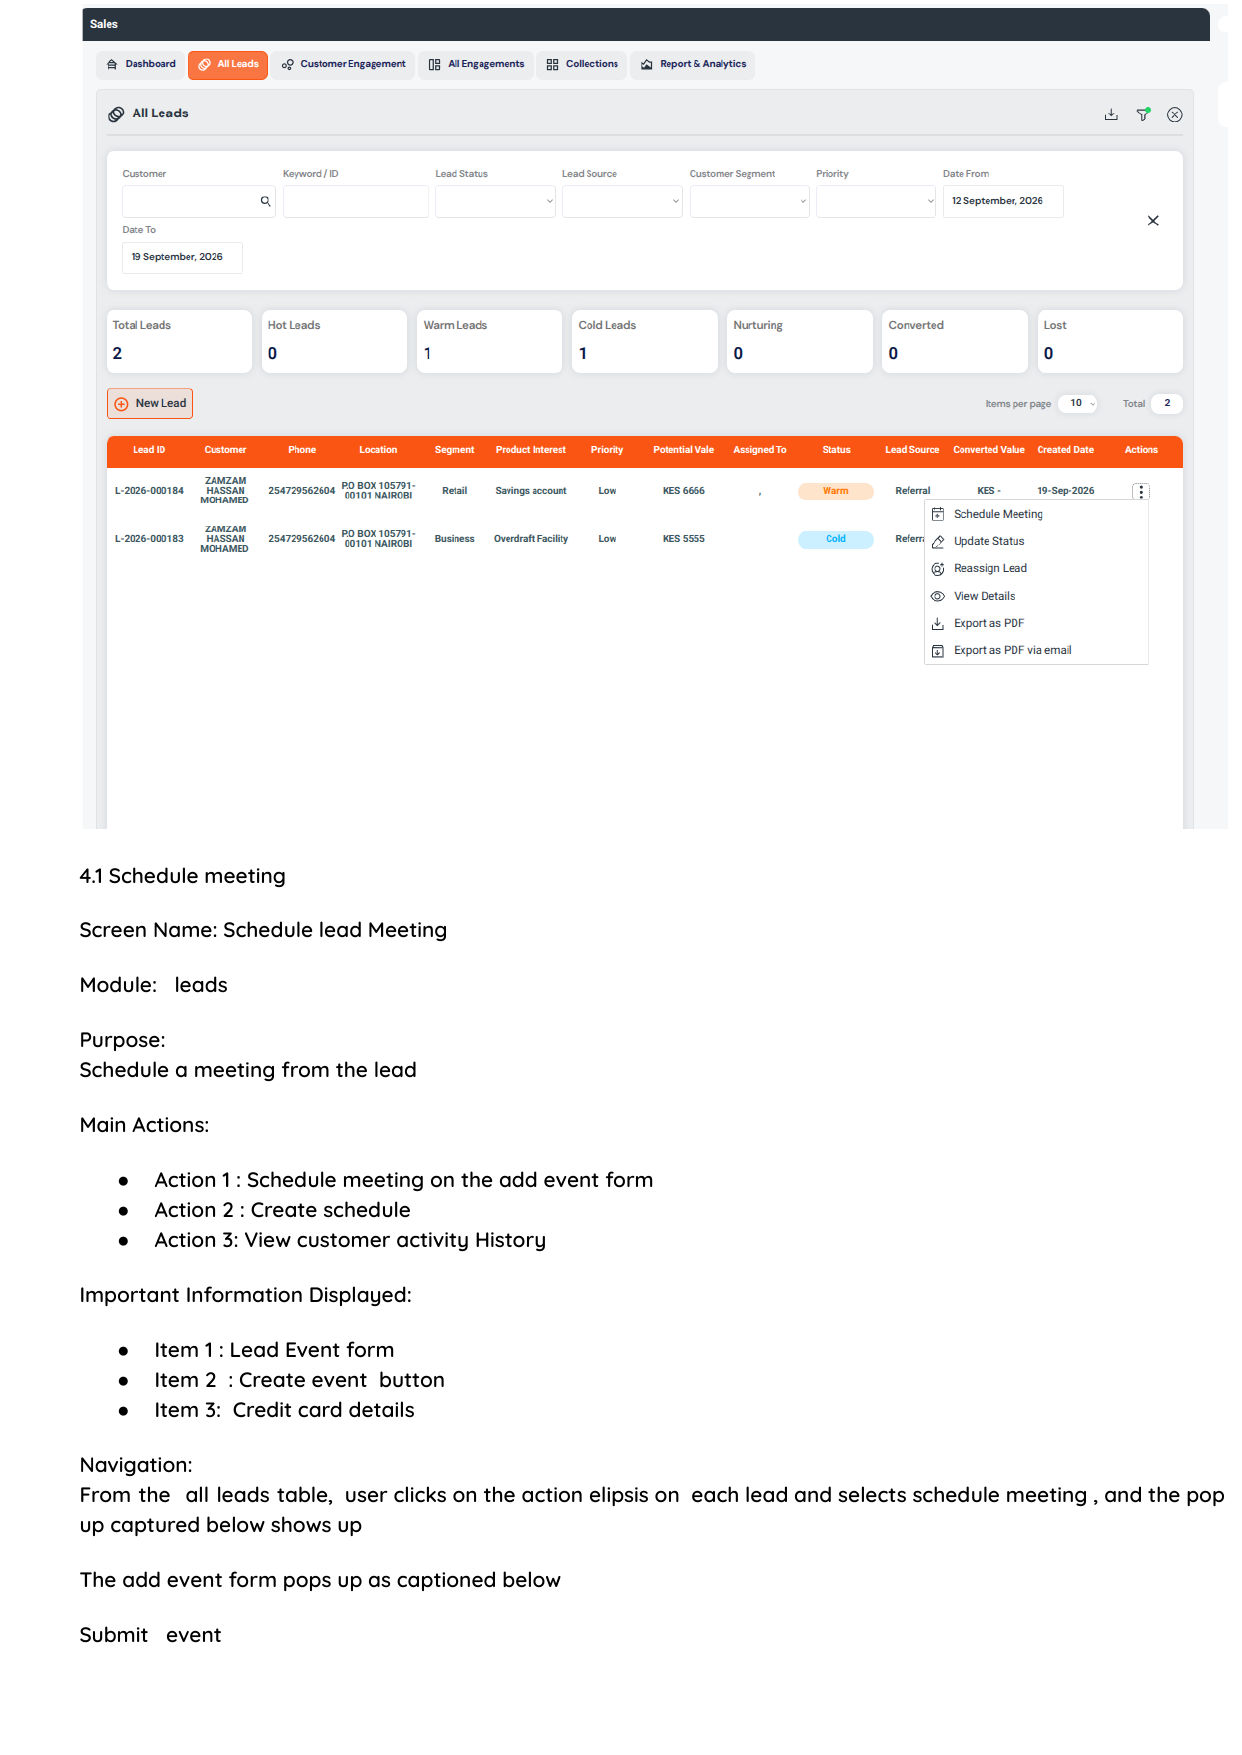 Sales
Dashboard All Leads Customer Engagement All Engagements Collections Report & Analytics
All Leads
Customer Keyword / ID Lead Status Lead Source Customer Segment Priority Date From
12 September, 2026
Date To
19 September, 2026
Total Leads Hot Leads Warm Leads Cold Leads Nurturing Converted Lost
2 0 1 1 0 0 0
New Lead Items per page 10 Total 2
Lead ID Customer Phone Location Segment Product Interest Priority Potential Vale Assigned To Status Lead Source Converted Value Created Date Actions
L-2026-000184 ZAMZAM HASSAN MOHAMED 254729562604 P.O BOX 105791-00101 NAIROBI Retail Savings account Low KES 6666 , Warm Referral KES - 19-Sep-2026
L-2026-000183 ZAMZAM HASSAN MOHAMED 254729562604 P.O BOX 105791-00101 NAIROBI Business Overdraft Facility Low KES 5555 Cold Referra
Schedule Meeting
Update Status
Reassign Lead
View Details
Export as PDF
Export as PDF via email
4.1 Schedule meeting
Screen Name: Schedule lead Meeting
Module: leads
Purpose:
Schedule a meeting from the lead
Main Actions:
● Action 1 : Schedule meeting on the add event form
● Action 2 : Create schedule
● Action 3: View customer activity History
Important Information Displayed:
● Item 1 : Lead Event form
● Item 2 : Create event button
● Item 3: Credit card details
Navigation:
From the all leads table, user clicks on the action elipsis on each lead and selects schedule meeting , and the pop
up captured below shows up
The add event form pops up as captioned below
Submit event